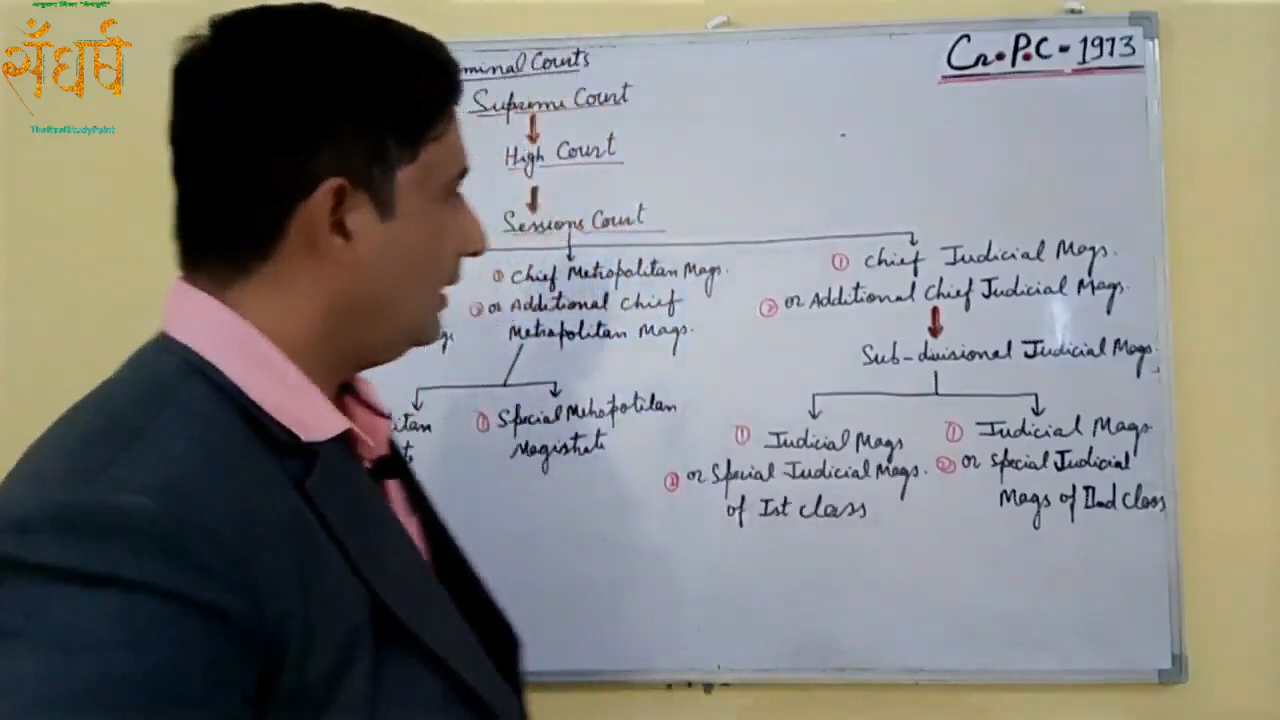 संघर्ष
TheRealStudyPoint
Cr.P.C - 1973
minal Courts
Supreme Court
High Court
Sessions Court
① Chief Metropolitan Mags.
② or Additional Chief
Metropolitan Mags.
① Chief Judicial Mags.
② or Additional Chief Judicial Mags.
Sub-divisional Judicial Mags.
itan
① Special Metropolitan
Magistrate
① Judicial Mags
② or Special Judicial Mags.
of Ist class
① Judicial Mags
② or Special Judicial
Mags of IInd class